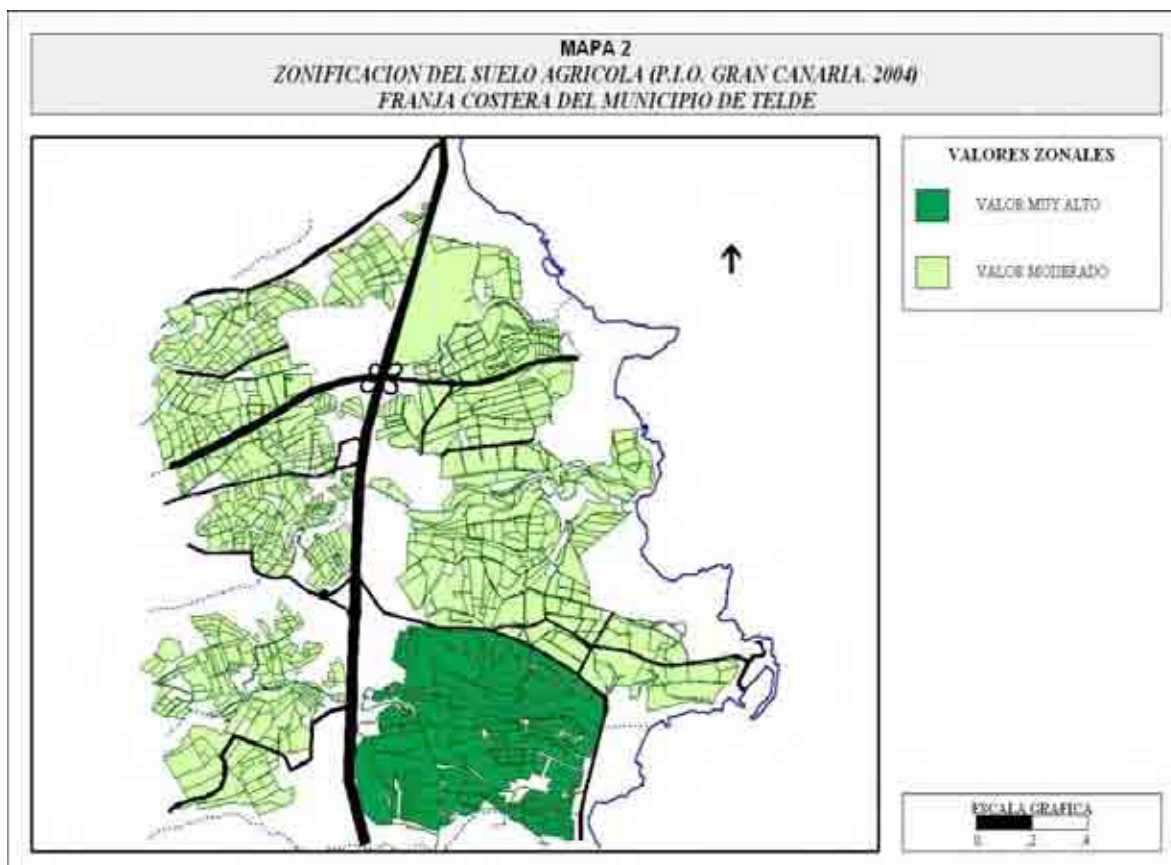 MAPA 2
ZONIFICACION DEL SUELO AGRICOLA (P.I.O. GRAN CANARIA. 2004)
FRANJA COSTERA DEL MUNICIPIO DE TELDE
VALORES ZONALES
VALOR MUY ALTO
VALOR MODERADO
ESCALA GRAFICA
0 .2 .4